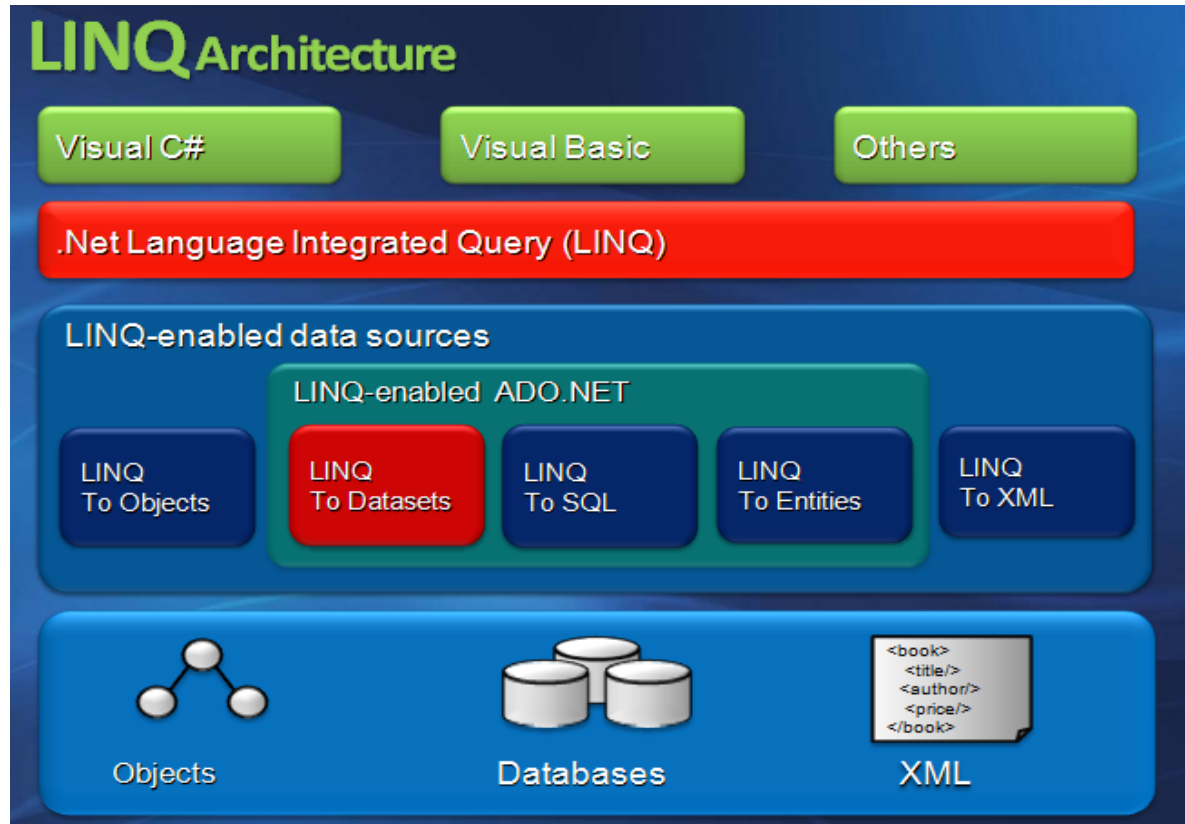 LINQ Architecture
Visual C#
Visual Basic
Others
.Net Language Integrated Query (LINQ)
LINQ-enabled data sources
LINQ-enabled ADO.NET
LINQ
To Objects
LINQ
To Datasets
LINQ
To SQL
LINQ
To Entities
LINQ
To XML
<book>
<title/>
<author/>
<price/>
</book>
Objects
Databases
XML